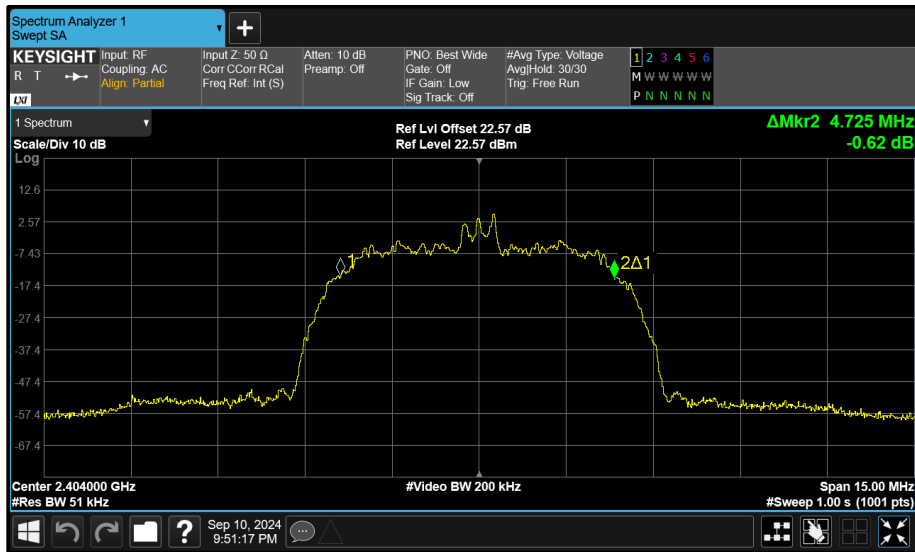 Spectrum Analyzer 1
Swept SA
+
KEYSIGHT
R T
LXI
Input: RF
Coupling: AC
Align: Partial
Input Z: 50 Ω
Corr CCorr RCal
Freq Ref: Int (S)
Atten: 10 dB
Preamp: Off
PNO: Best Wide
Gate: Off
IF Gain: Low
Sig Track: Off
#Avg Type: Voltage
Avg|Hold: 30/30
Trig: Free Run
1 2 3 4 5 6
M W W W W W
P N N N N N
1 Spectrum
Scale/Div 10 dB
Ref Lvl Offset 22.57 dB
Ref Level 22.57 dBm
ΔMkr2 4.725 MHz
-0.62 dB
Log
12.6
2.57
-7.43
-17.4
-27.4
-37.4
-47.4
-57.4
-67.4
1
2Δ1
Center 2.404000 GHz
#Res BW 51 kHz
#Video BW 200 kHz
Span 15.00 MHz
#Sweep 1.00 s (1001 pts)
?
Sep 10, 2024
9:51:17 PM